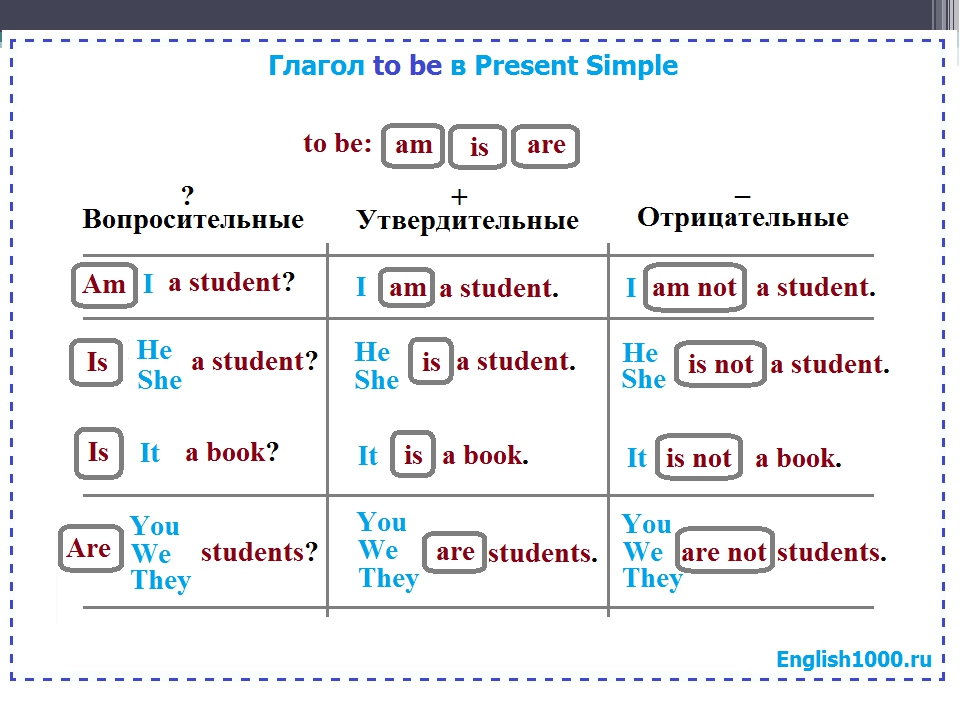 Глагол to be в Present Simple
to be: am is are
? + –
Вопросительные Утвердительные Отрицательные
Am I a student? I am a student. I am not a student.
He He He
Is a student? is a student. is not a student.
She She She
Is It a book? It is a book. It is not a book.
You You You
Are We students? We are students. We are not students.
They They They
English1000.ru